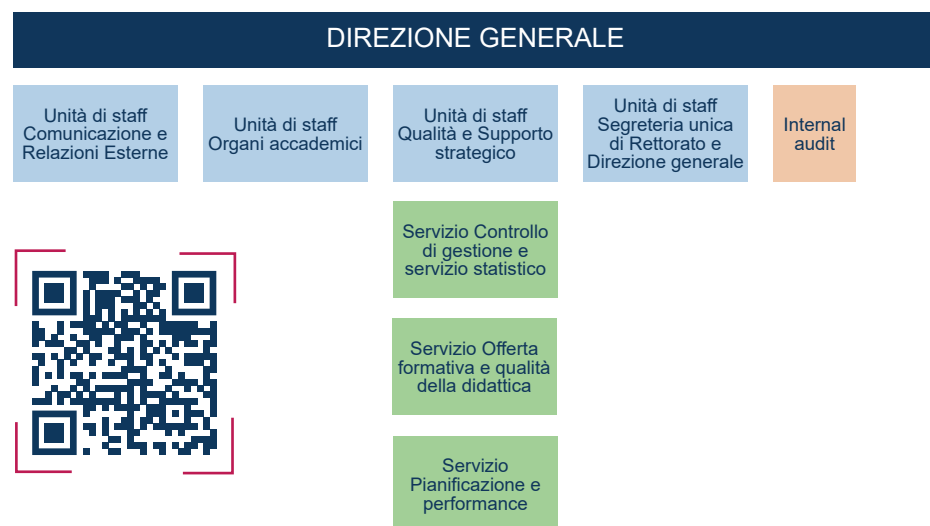 DIREZIONE GENERALE
Unità di staff
Comunicazione e
Relazioni Esterne
Unità di staff
Organi accademici
Unità di staff
Qualità e Supporto
strategico
Unità di staff
Segreteria unica
di Rettorato e
Direzione generale
Internal
audit
Servizio Controllo
di gestione e
servizio statistico
Servizio Offerta
formativa e qualità
della didattica
Servizio
Pianificazione e
performance